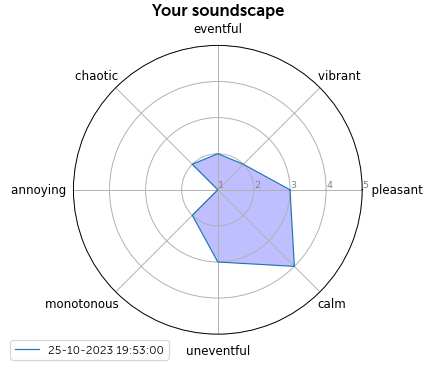 Your soundscape
eventful
chaotic
vibrant
annoying
1
2
3
4
5
pleasant
monotonous
calm
uneventful
25-10-2023 19:53:00